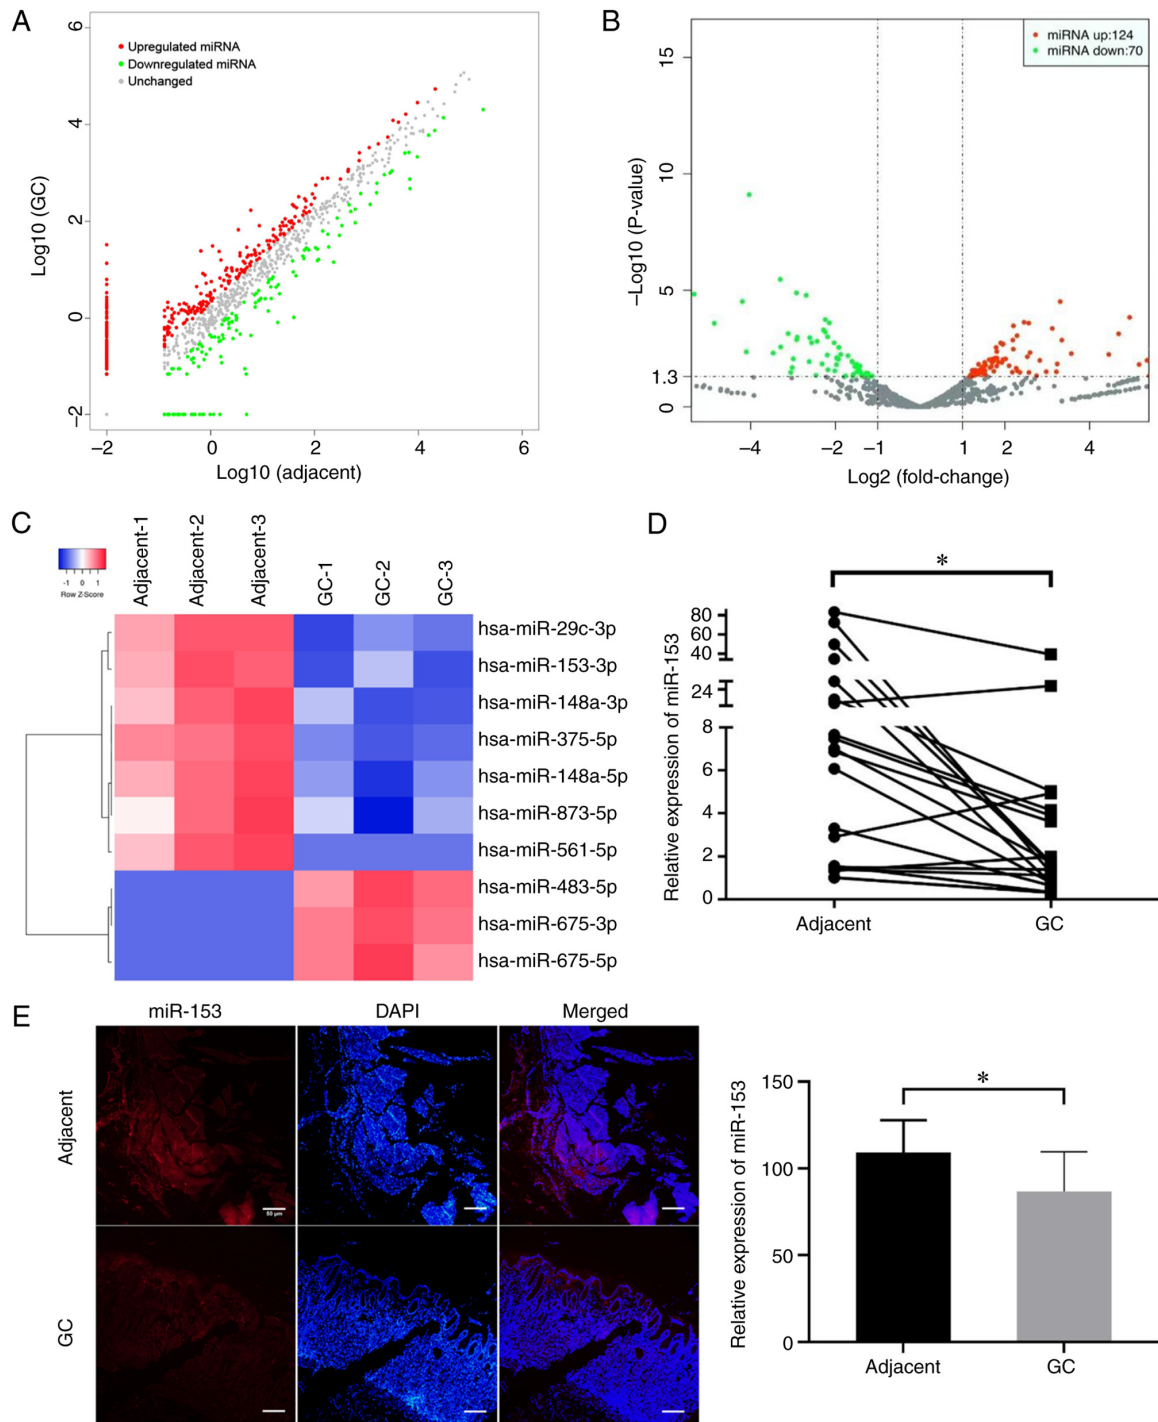 A
Log10 (GC)
6
4
2
0
−2
Upregulated miRNA
Downregulated miRNA
Unchanged
−2 0 2 4 6
Log10 (adjacent)
B
−Log10 (P-value)
15
10
5
1.3
0
miRNA up:124
miRNA down:70
−4 −2 −1 1 2 4
Log2 (fold-change)
C
-1 0 1
Row Z-Score
Adjacent-1
Adjacent-2
Adjacent-3
GC-1
GC-2
GC-3
hsa-miR-29c-3p
hsa-miR-153-3p
hsa-miR-148a-3p
hsa-miR-375-5p
hsa-miR-148a-5p
hsa-miR-873-5p
hsa-miR-561-5p
hsa-miR-483-5p
hsa-miR-675-3p
hsa-miR-675-5p
D
*
Relative expression of miR-153
80
60
40
24
8
6
4
2
0
Adjacent GC
E
miR-153 DAPI Merged
Adjacent
50 μm
GC
*
Relative expression of miR-153
150
100
50
0
Adjacent GC